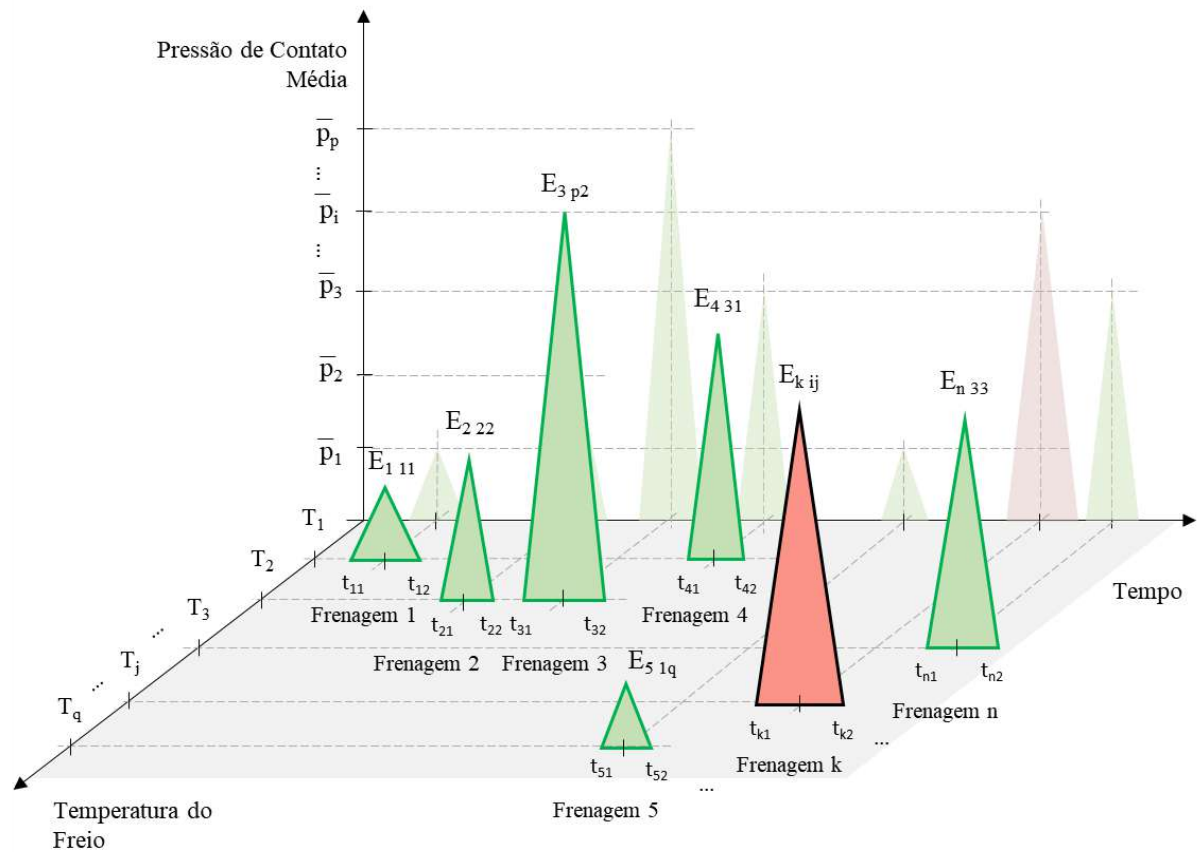 Pressão de Contato
Média
p̅ₚ
...
E₃ ₚ₂
p̅ᵢ
...
p̅₃
E₄ ₃₁
p̅₂
E₂ ₂₂
Eₖ ᵢⱼ
Eₙ ₃₃
p̅₁
E₁ ₁₁
T₁
T₂
t₁₁ t₁₂
t₄₁ t₄₂
Tempo
T₃
...
Frenagem 1
t₂₁ t₂₂ t₃₁ t₃₂
Frenagem 4
Tⱼ
...
Frenagem 2 Frenagem 3
E₅ ₁q
tₙ₁ tₙ₂
T_q
Frenagem n
tₖ₁ tₖ₂
...
t₅₁ t₅₂
Frenagem k
...
Temperatura do
Freio
Frenagem 5